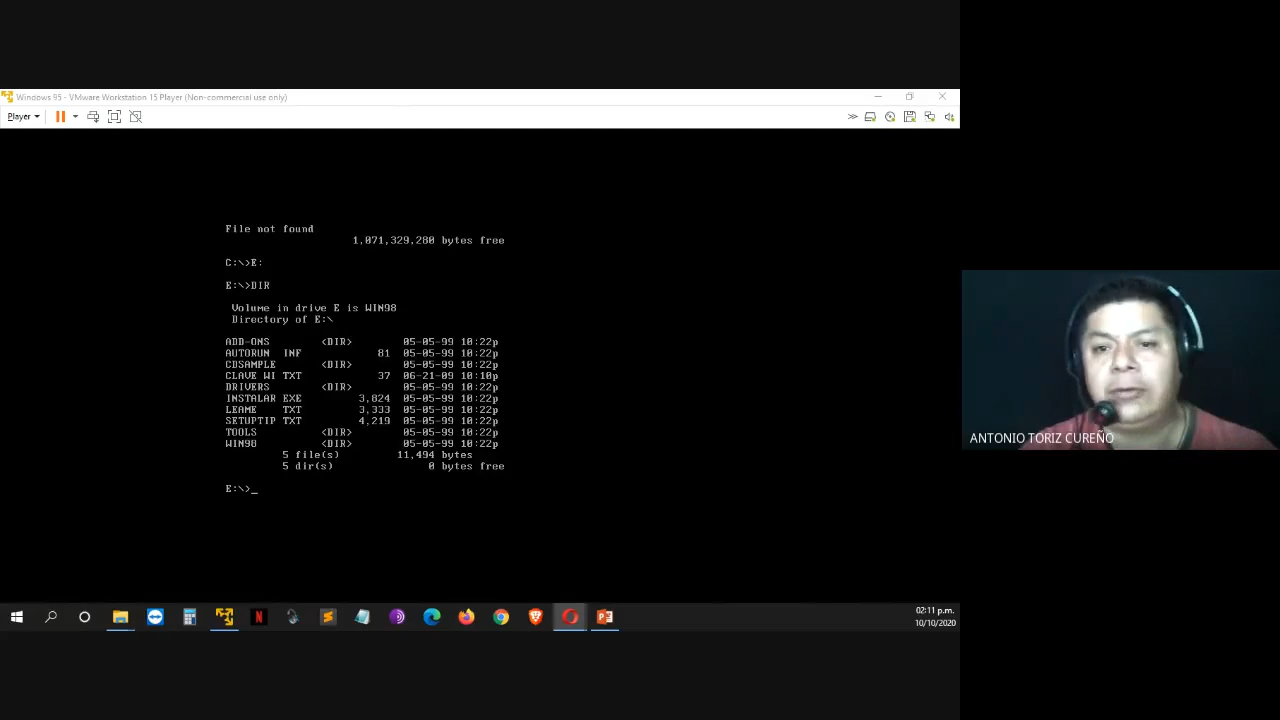 Windows 95 - VMware Workstation 15 Player (Non-commercial use only)
Player
File not found
1,071,329,280 bytes free
C:\>E:
E:\>DIR
Volume in drive E is WIN98
Directory of E:\
ADD-ONS <DIR> 05-05-99 10:22p
AUTORUN INF 81 05-05-99 10:22p
CDSAMPLE <DIR> 05-05-99 10:22p
CLAVE WI TXT 37 06-21-09 10:10p
DRIVERS <DIR> 05-05-99 10:22p
INSTALAR EXE 3,824 05-05-99 10:22p
LEAME TXT 3,333 05-05-99 10:22p
SETUPTIP TXT 4,219 05-05-99 10:22p
TOOLS <DIR> 05-05-99 10:22p
WIN98 <DIR> 05-05-99 10:22p
5 file(s) 11,494 bytes
5 dir(s) 0 bytes free
E:\>_
ANTONIO TORIZ CUREÑO
02:11 p.m.
10/10/2020